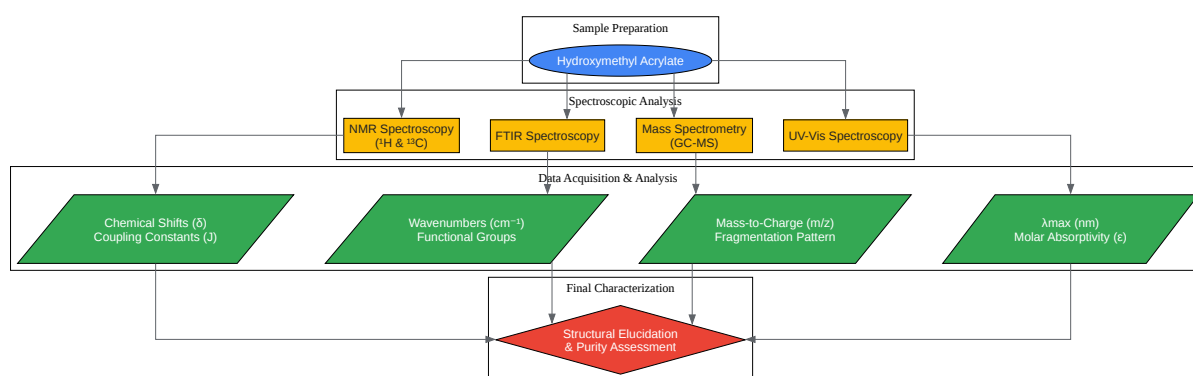 Sample Preparation
Hydroxymethyl Acrylate
Spectroscopic Analysis
NMR Spectroscopy
(¹H & ¹³C)
FTIR Spectroscopy
Mass Spectrometry
(GC-MS)
UV-Vis Spectroscopy
Data Acquisition & Analysis
Chemical Shifts (δ)
Coupling Constants (J)
Wavenumbers (cm⁻¹)
Functional Groups
Mass-to-Charge (m/z)
Fragmentation Pattern
λmax (nm)
Molar Absorptivity (ε)
Final Characterization
Structural Elucidation
& Purity Assessment